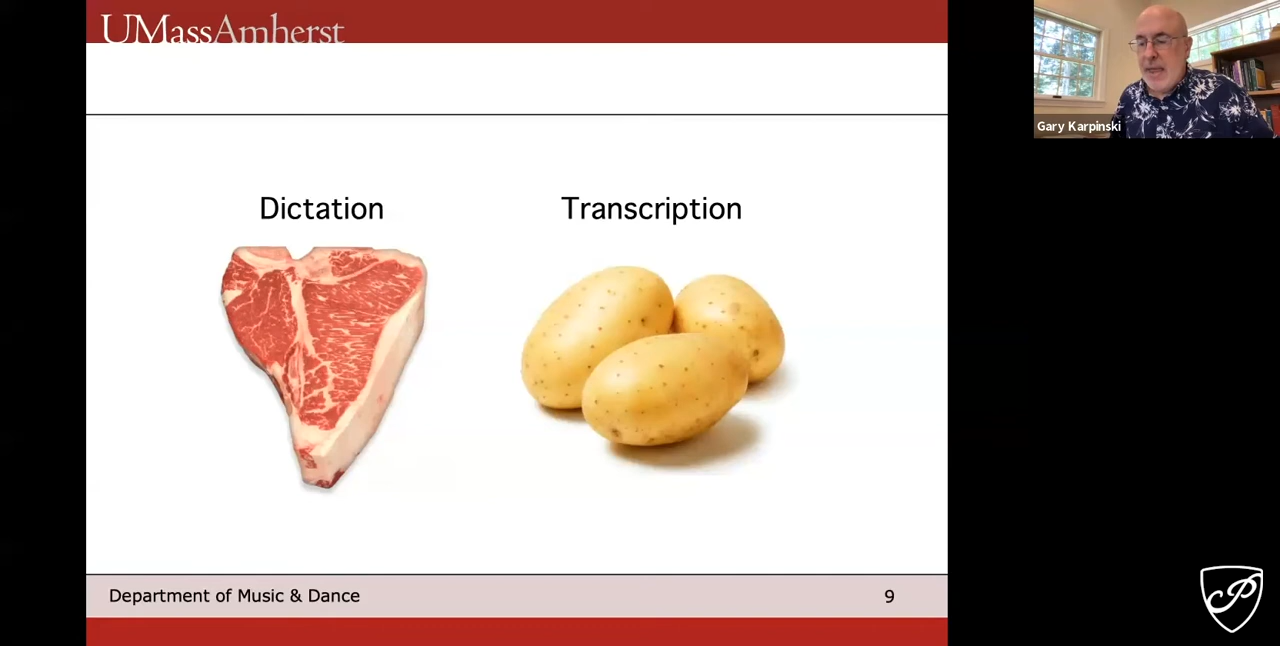 UMassAmherst
Gary Karpinski
Dictation
Transcription
Department of Music & Dance
9